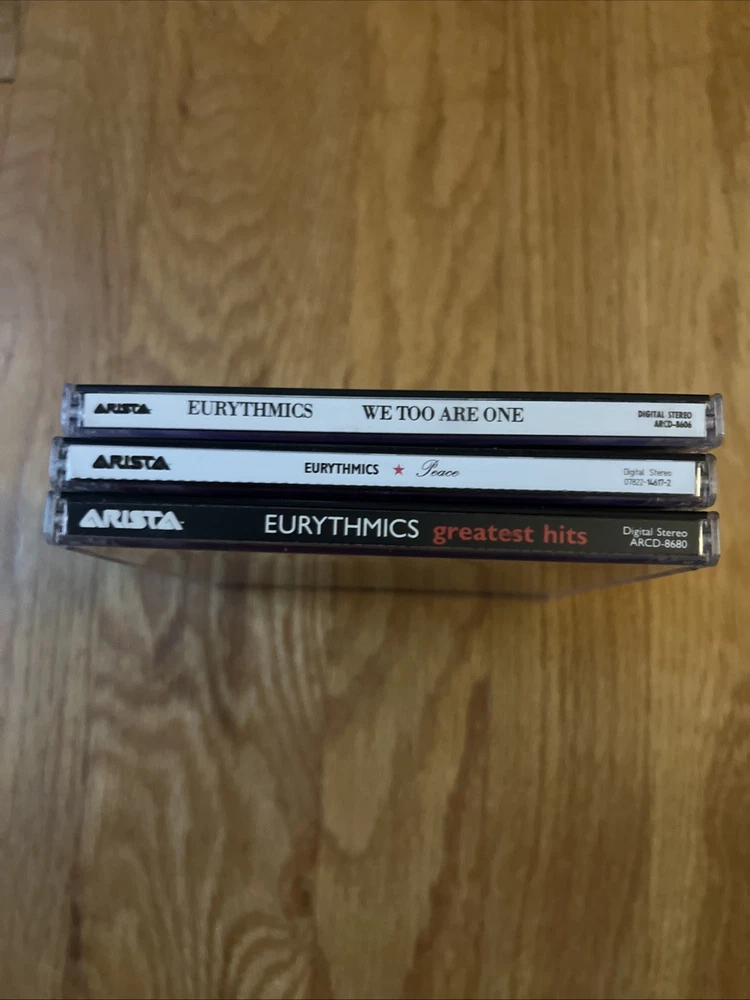 ARISTA EURYTHMICS WE TOO ARE ONE DIGITAL STEREO
ARCD-8606
ARISTA EURYTHMICS ★ Peace Digital Stereo
07822-14617-2
ARISTA EURYTHMICS greatest hits Digital Stereo
ARCD-8680